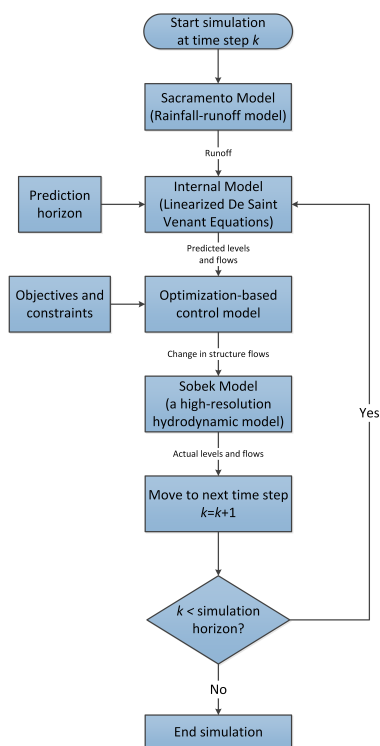 Start simulation
at time step k
Sacramento Model
(Rainfall-runoff model)
Runoff
Prediction
horizon
Internal Model
(Linearized De Saint
Venant Equations)
Predicted levels
and flows
Objectives and
constraints
Optimization-based
control model
Change in structure flows
Sobek Model
(a high-resolution
hydrodynamic model)
Yes
Actual levels and flows
Move to next time step
k=k+1
k < simulation
horizon?
No
End simulation